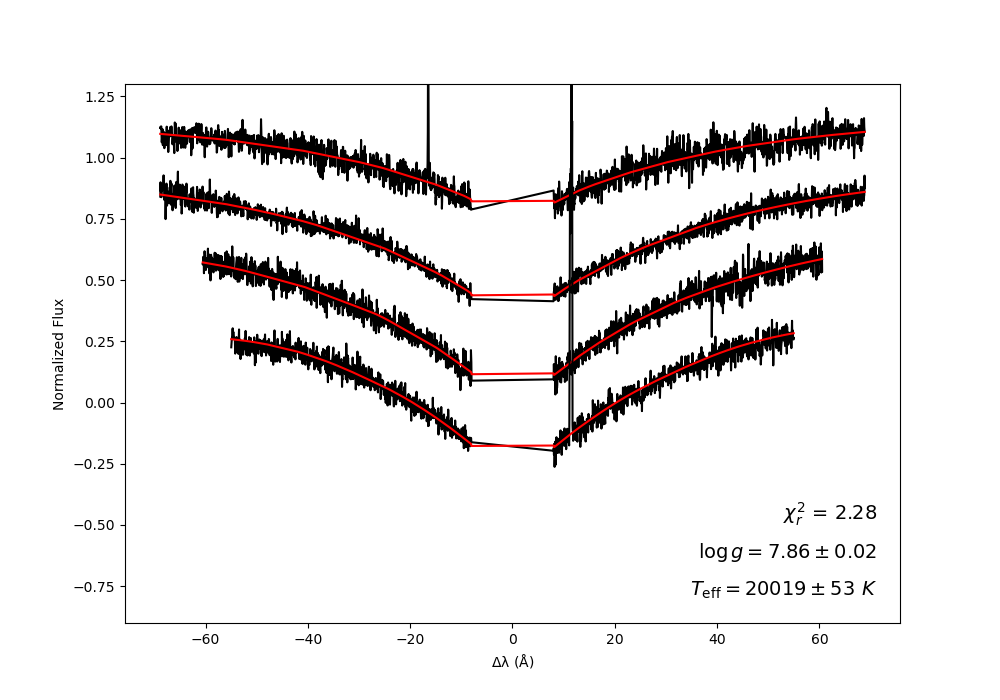 1.25
1.00
0.75
0.50
0.25
0.00
−0.25
−0.50
−0.75
Normalized Flux
χ²ᵣ = 2.28
log g = 7.86 ± 0.02
T_eff = 20019 ± 53 K
−60 −40 −20 0 20 40 60
Δλ (Å)